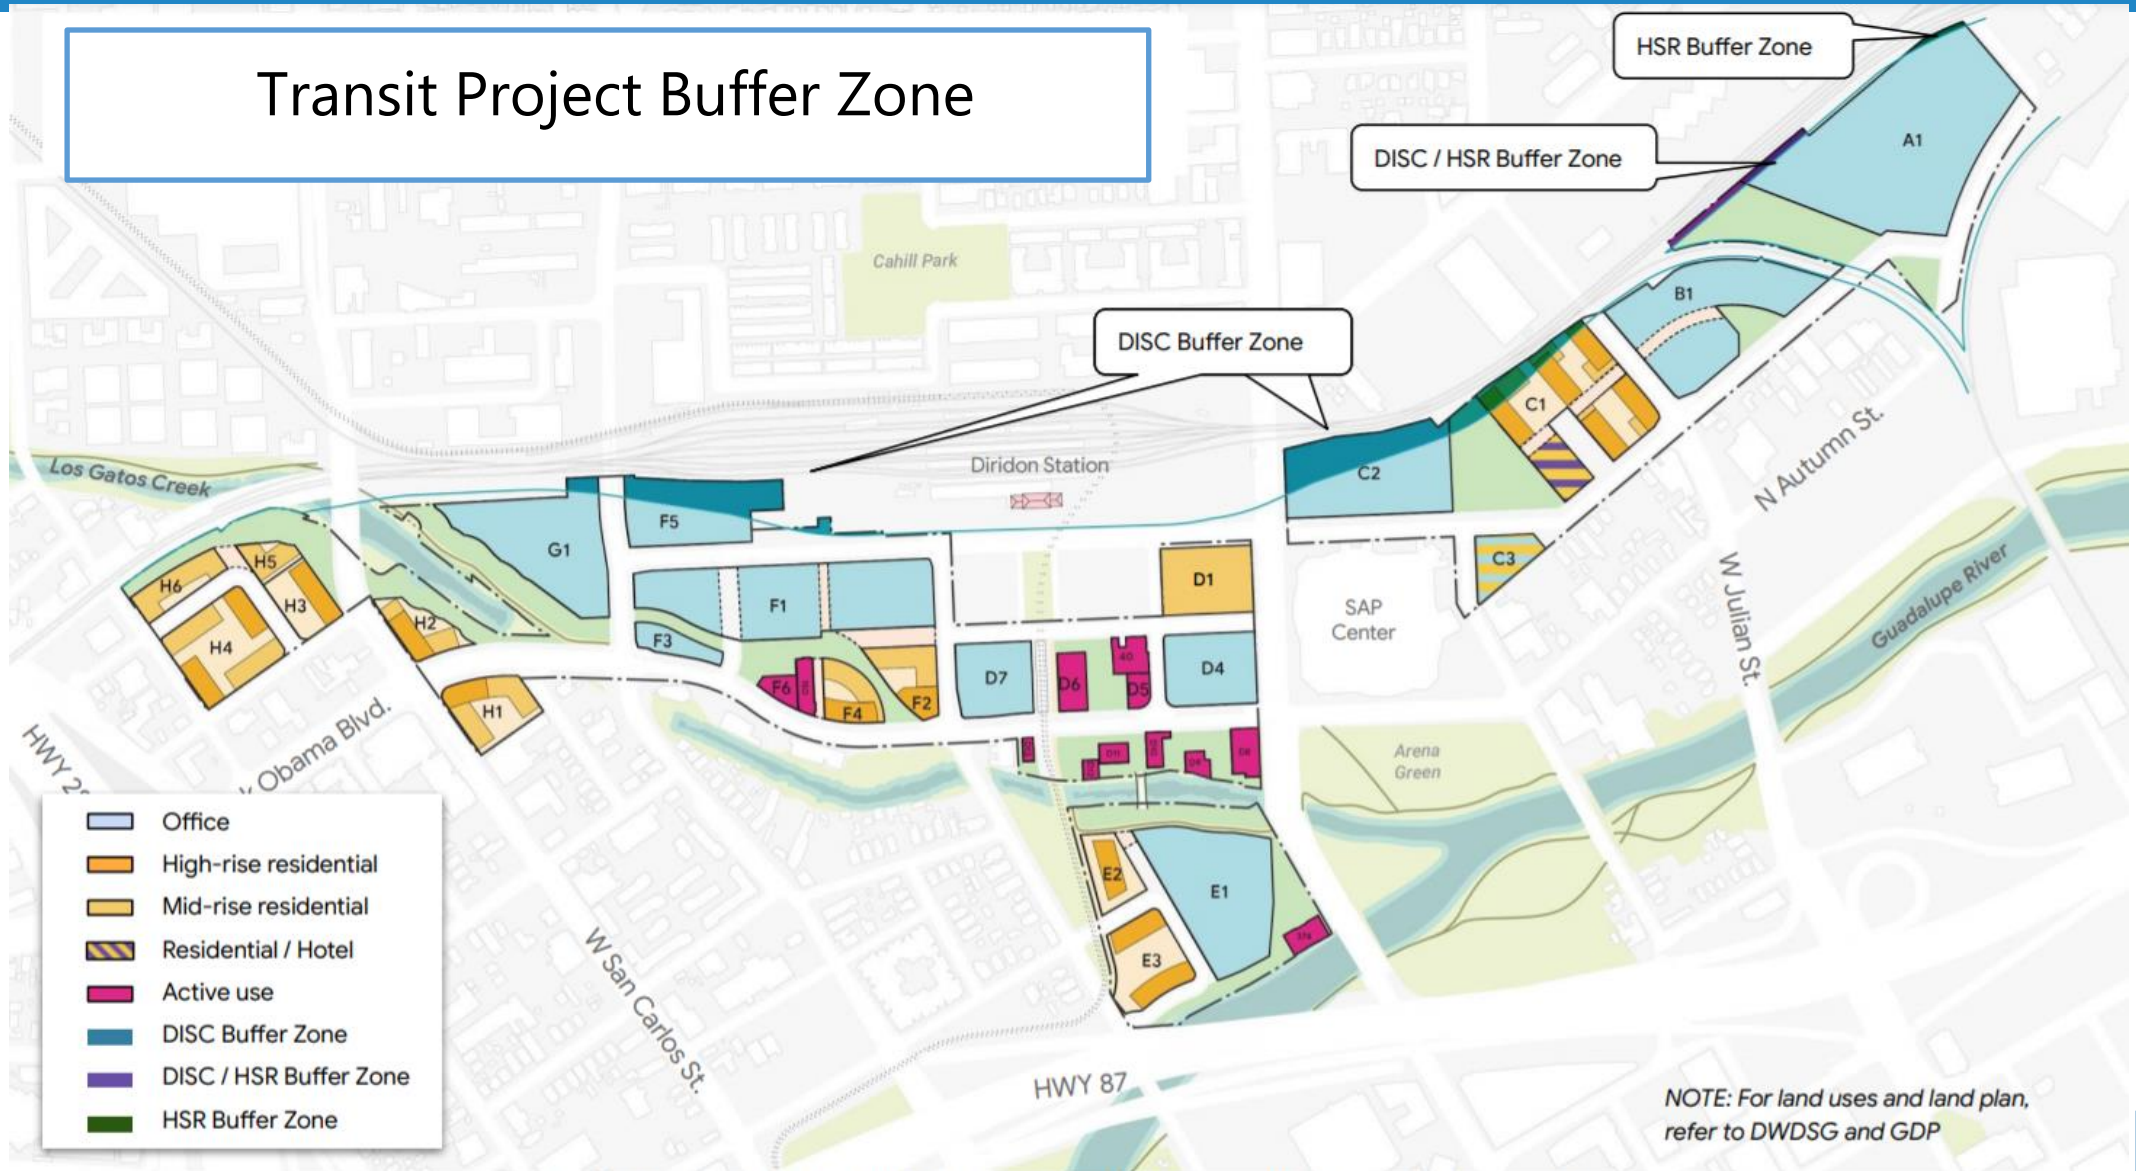 Transit Project Buffer Zone
HSR Buffer Zone
DISC / HSR Buffer Zone
A1
Cahill Park
B1
DISC Buffer Zone
C1
N Autumn St.
Los Gatos Creek
Diridon Station
C2
F5
G1
C3
SAP
Center
W Julian St.
Guadalupe River
H6
H5
H3
H4
H2
H1
F1
F3
F6
F4
F2
D1
D7
D6
40
D5
D4
D11
D9
D8
Arena
Green
HWY 2
Obama Blvd.
E2
E1
E3
W San Carlos St.
HWY 87
Office
High-rise residential
Mid-rise residential
Residential / Hotel
Active use
DISC Buffer Zone
DISC / HSR Buffer Zone
HSR Buffer Zone
NOTE: For land uses and land plan,
refer to DWDSG and GDP